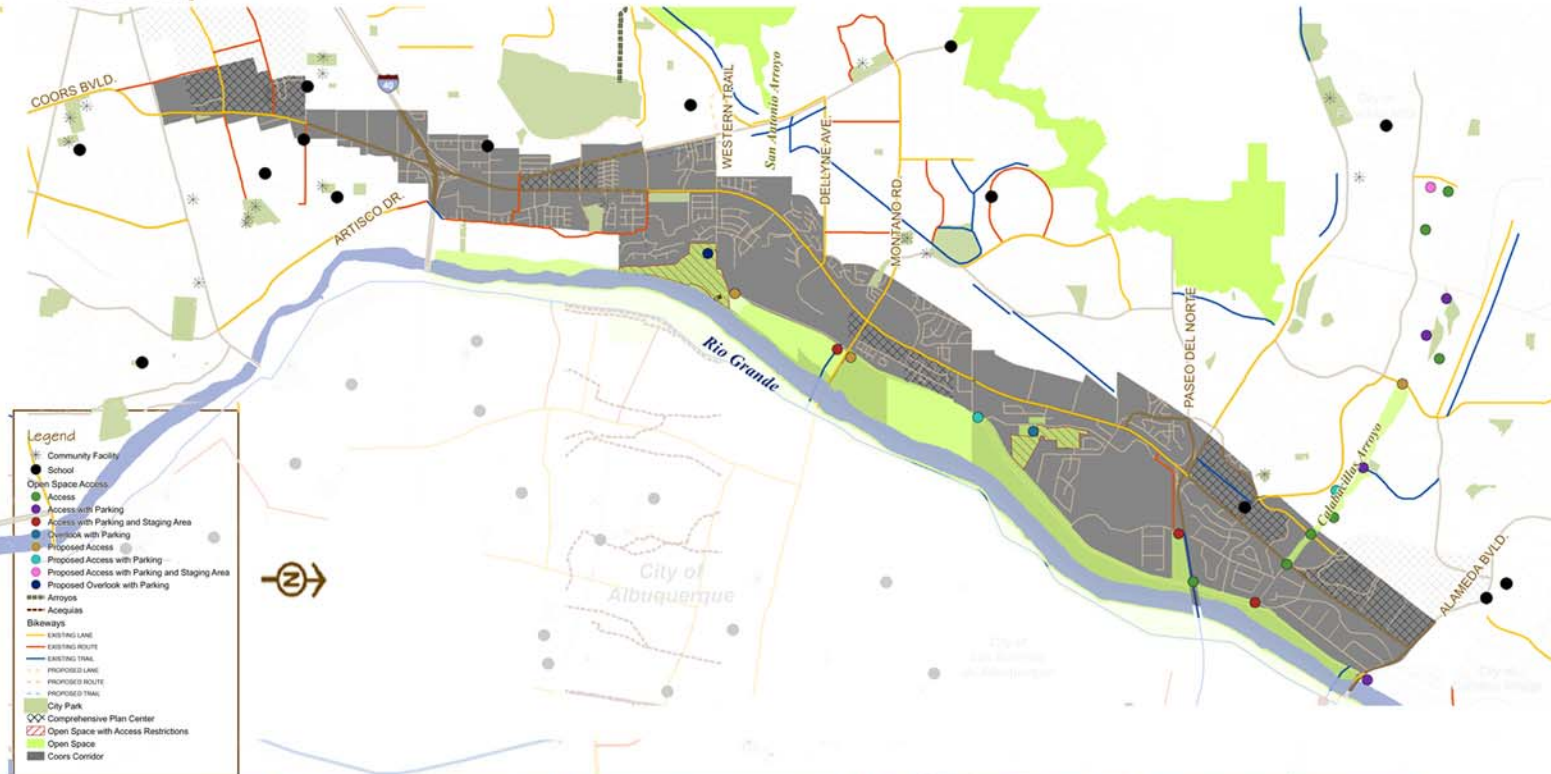 COORS BVLD.
40
ARTISCO DR.
WESTERN TRAIL
San Antonio Arroyo
DELLYNE AVE.
MONTANO RD.
PASEO DEL NORTE
Rio Grande
Calabacillas Arroyo
ALAMEDA BVLD.
City of
Albuquerque
N
Legend
Community Facility
School
Open Space Access
Access
Access with Parking
Access with Parking and Staging Area
Overlook with Parking
Proposed Access
Proposed Access with Parking
Proposed Access with Parking and Staging Area
Proposed Overlook with Parking
Arroyos
Acequias
Bikeways
EXISTING LANE
EXISTING ROUTE
EXISTING TRAIL
PROPOSED LANE
PROPOSED ROUTE
PROPOSED TRAIL
City Park
Comprehensive Plan Center
Open Space with Access Restrictions
Open Space
Coors Corridor